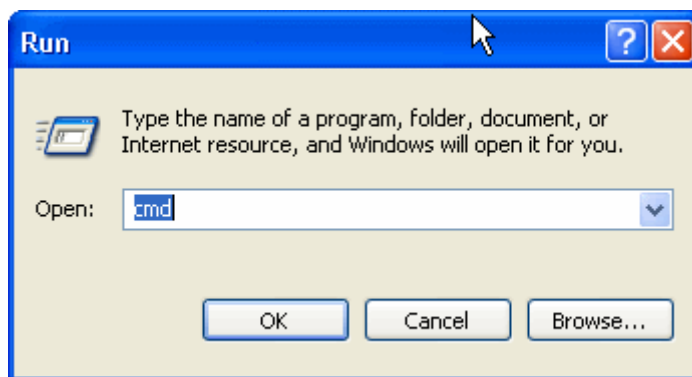 Run
Type the name of a program, folder, document, or
Internet resource, and Windows will open it for you.
Open: cmd
OK Cancel Browse...